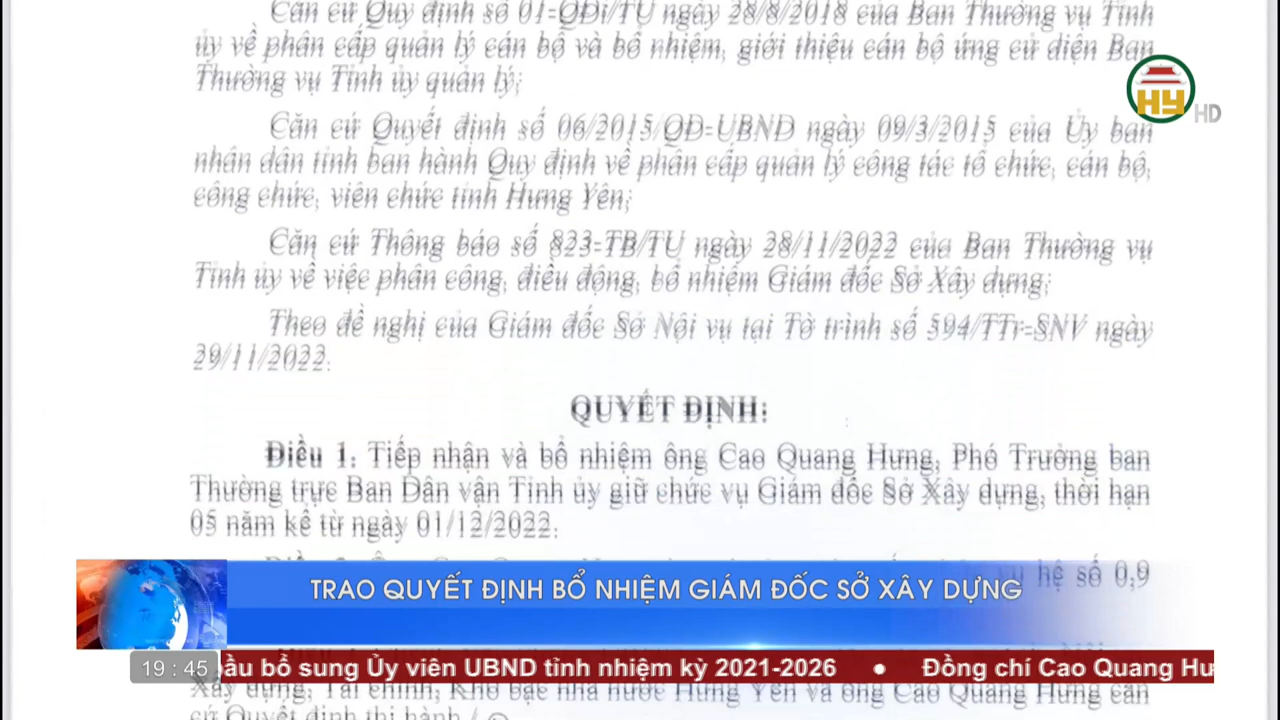 Căn cứ Quy định số 01-QĐi/TU ngày 28/8/2018 của Ban Thường vụ Tỉnh
ủy về phân cấp quản lý cán bộ và bổ nhiệm, giới thiệu cán bộ ứng cử diện Ban
Thường vụ Tỉnh ủy quản lý;
HY HD
Căn cứ Quyết định số 06/2015/QĐ-UBND ngày 09/3/2015 của Ủy ban
nhân dân tỉnh ban hành Quy định về phân cấp quản lý công tác tổ chức, cán bộ,
công chức, viên chức tỉnh Hưng Yên;
Căn cứ Thông báo số 823-TB/TU ngày 28/11/2022 của Ban Thường vụ
Tỉnh ủy về việc phân công, điều động, bổ nhiệm Giám đốc Sở Xây dựng;
Theo đề nghị của Giám đốc Sở Nội vụ tại Tờ trình số 594/TTr-SNV ngày
29/11/2022.
QUYẾT ĐỊNH:
Điều 1. Tiếp nhận và bổ nhiệm ông Cao Quang Hưng, Phó Trưởng ban
Thường trực Ban Dân vận Tỉnh ủy giữ chức vụ Giám đốc Sở Xây dựng, thời hạn
05 năm kể từ ngày 01/12/2022.
hệ số 0,9
TRAO QUYẾT ĐỊNH BỔ NHIỆM GIÁM ĐỐC SỞ XÂY DỰNG
19 : 45 bầu bổ sung Ủy viên UBND tỉnh nhiệm kỳ 2021-2026 • Đồng chí Cao Quang Hư
Xây dựng, Tài chính, Kho bạc nhà nước Hưng Yên và ông Cao Quang Hưng căn
cứ Quyết định thi hành./.